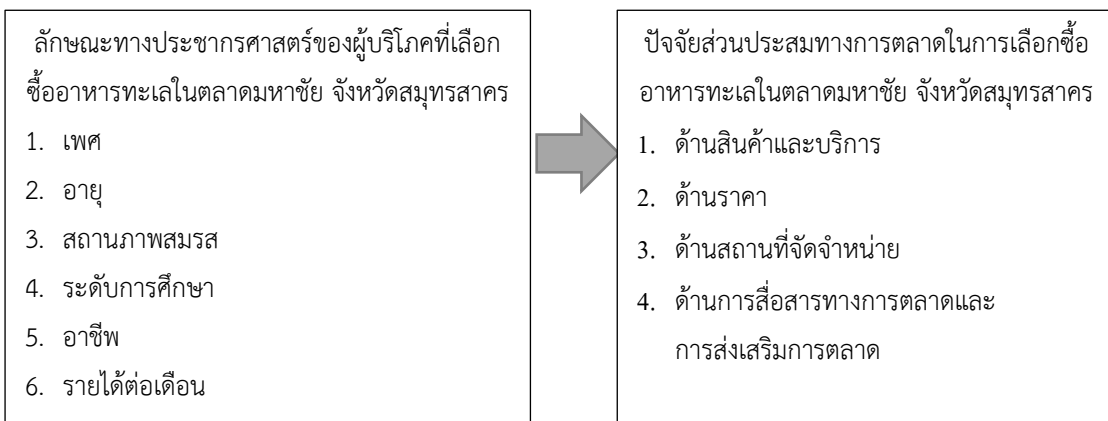 ลักษณะทางประชากรศาสตร์ของผู้บริโภคที่เลือก
ซื้ออาหารทะเลในตลาดมหาชัย จังหวัดสมุทรสาคร
1. เพศ
2. อายุ
3. สถานภาพสมรส
4. ระดับการศึกษา
5. อาชีพ
6. รายได้ต่อเดือน
ปัจจัยส่วนประสมทางการตลาดในการเลือกซื้อ
อาหารทะเลในตลาดมหาชัย จังหวัดสมุทรสาคร
1. ด้านสินค้าและบริการ
2. ด้านราคา
3. ด้านสถานที่จัดจำหน่าย
4. ด้านการสื่อสารทางการตลาดและ
การส่งเสริมการตลาด